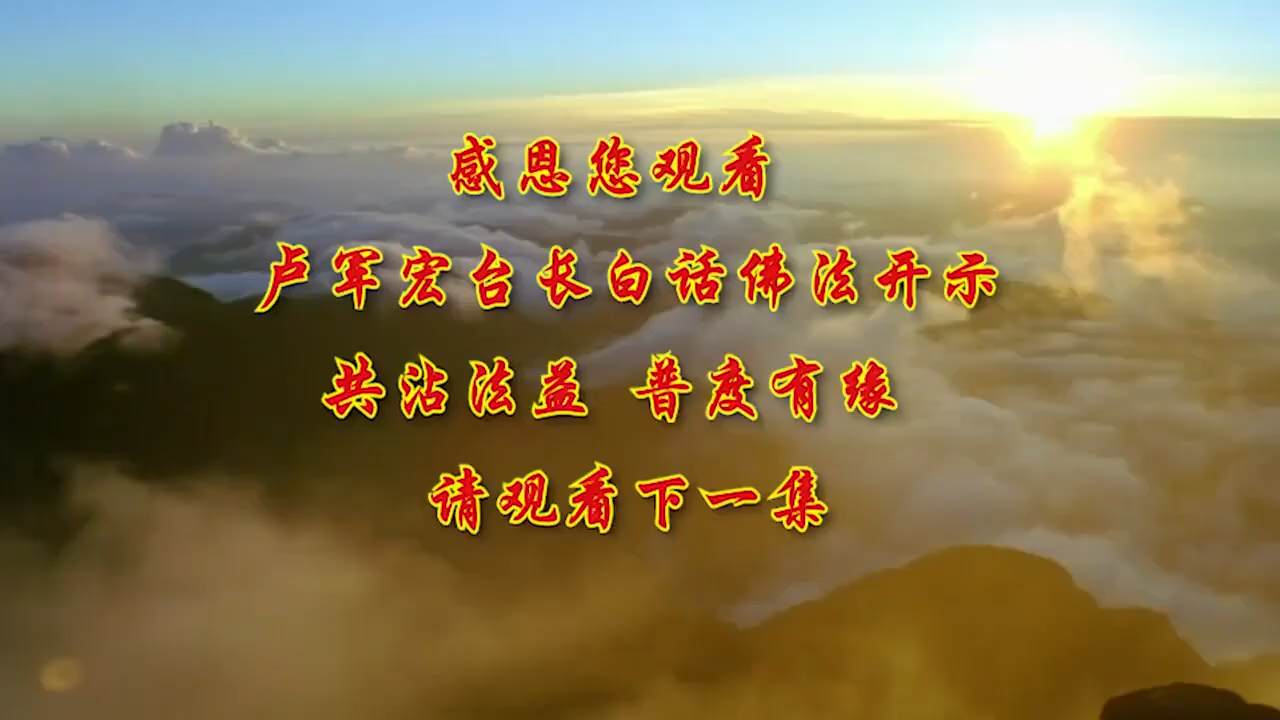 感恩您观看
卢军宏台长白话佛法开示
共沾法益 普度有缘
请观看下一集